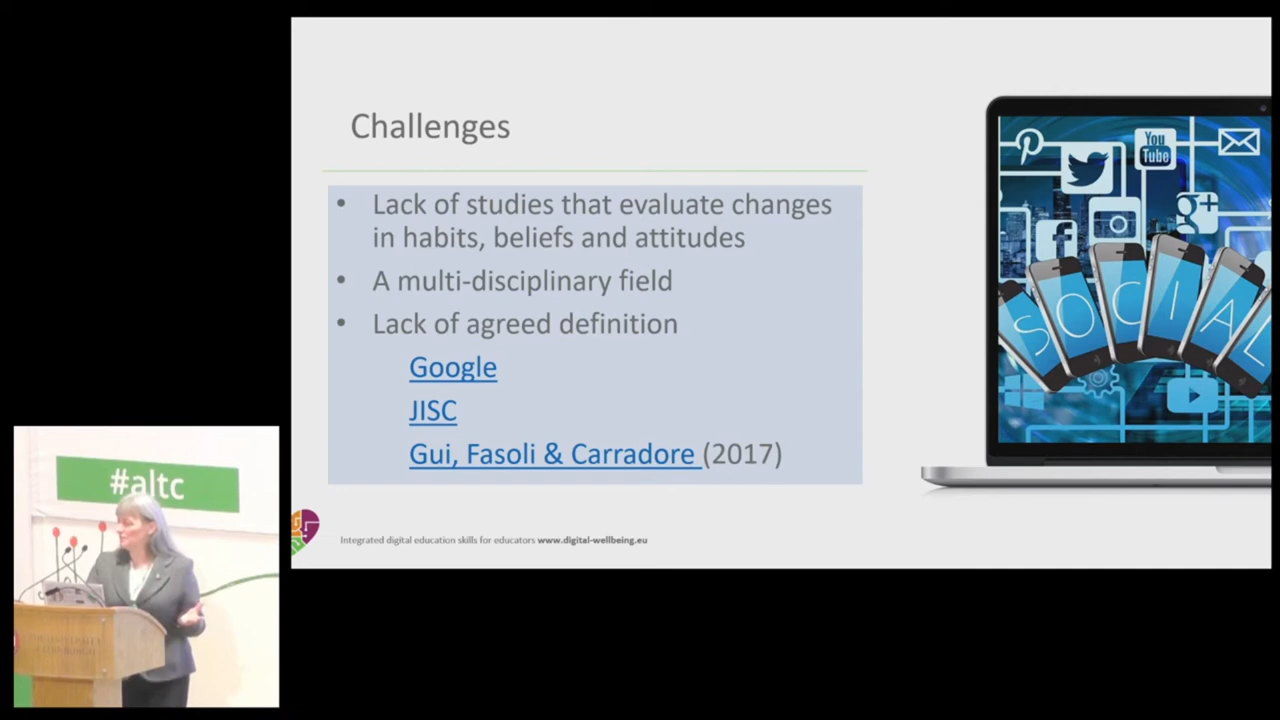 Challenges
• Lack of studies that evaluate changes
in habits, beliefs and attitudes
• A multi-disciplinary field
• Lack of agreed definition
Google
JISC
Gui, Fasoli & Carradore (2017)
Integrated digital education skills for educators www.digital-wellbeing.eu
You
Tube
g+
f
SOCIAL
#altc